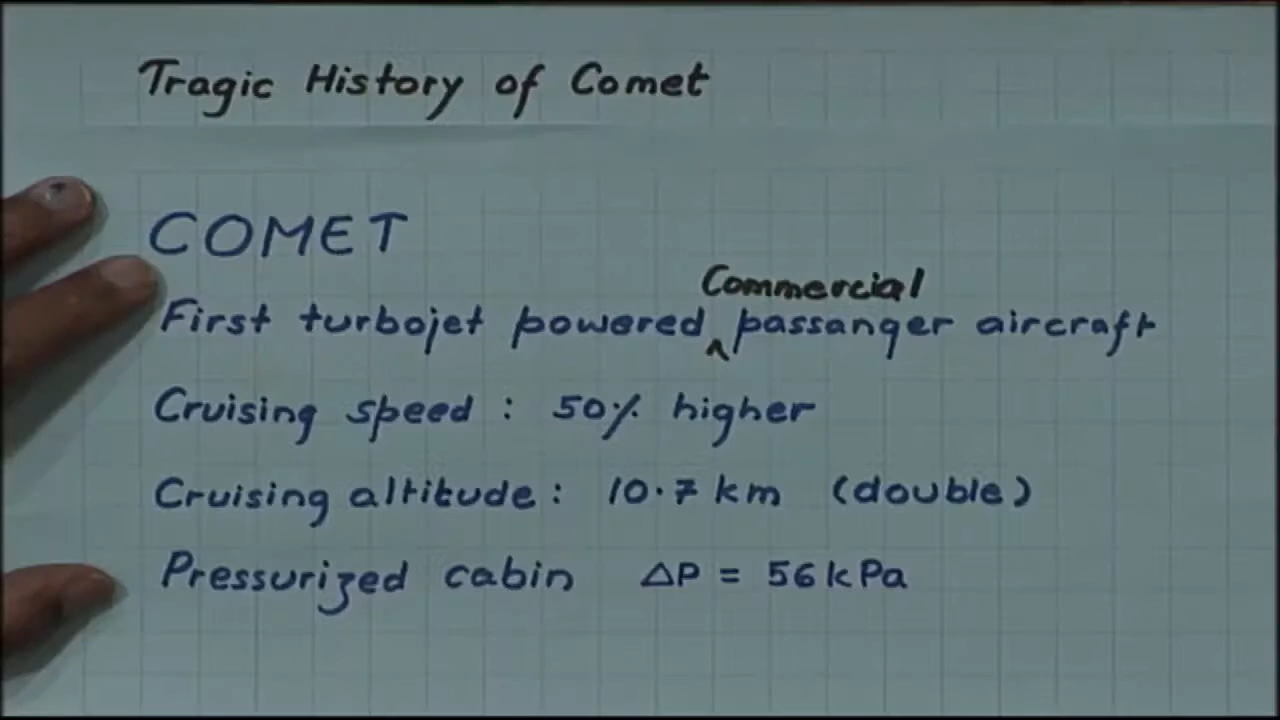 Tragic History of Comet
COMET
Commercial
First turbojet powered ^ passanger aircraft
Cruising speed : 50% higher
Cruising altitude : 10.7 km (double)
Pressurized cabin ΔP = 56 kPa